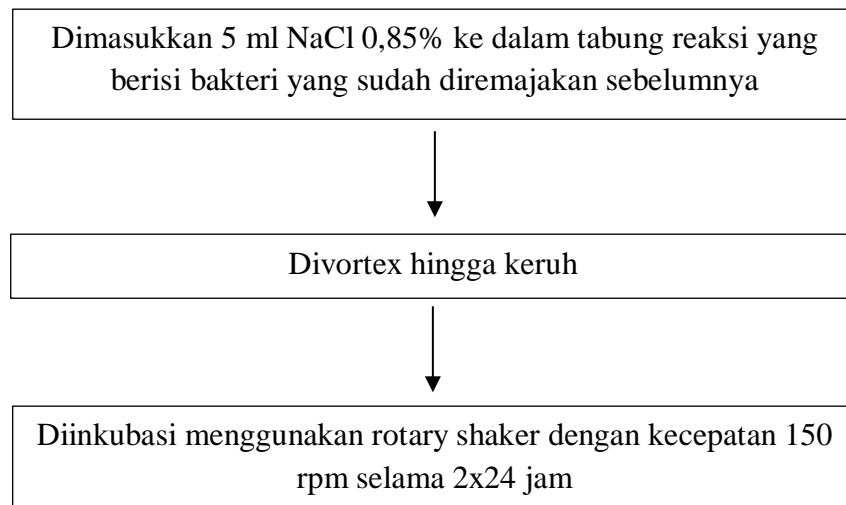 Dimasukkan 5 ml NaCl 0,85% ke dalam tabung reaksi yang
berisi bakteri yang sudah diremajakan sebelumnya
Divortex hingga keruh
Diinkubasi menggunakan rotary shaker dengan kecepatan 150
rpm selama 2x24 jam